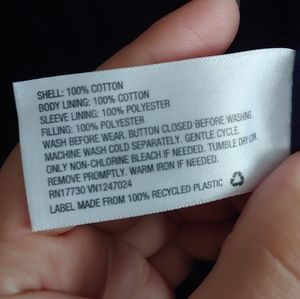 SHELL: 100% COTTON
BODY LINING: 100% COTTON
SLEEVE LINING: 100% POLYESTER
FILLING: 100% POLYESTER
WASH BEFORE WEAR. BUTTON CLOSED BEFORE WASHING
MACHINE WASH COLD SEPARATELY. GENTLE CYCLE.
ONLY NON-CHLORINE BLEACH IF NEEDED. TUMBLE DRY LOW.
REMOVE PROMPTLY. WARM IRON IF NEEDED.
RN17730 VN1247024
LABEL MADE FROM 100% RECYCLED PLASTIC